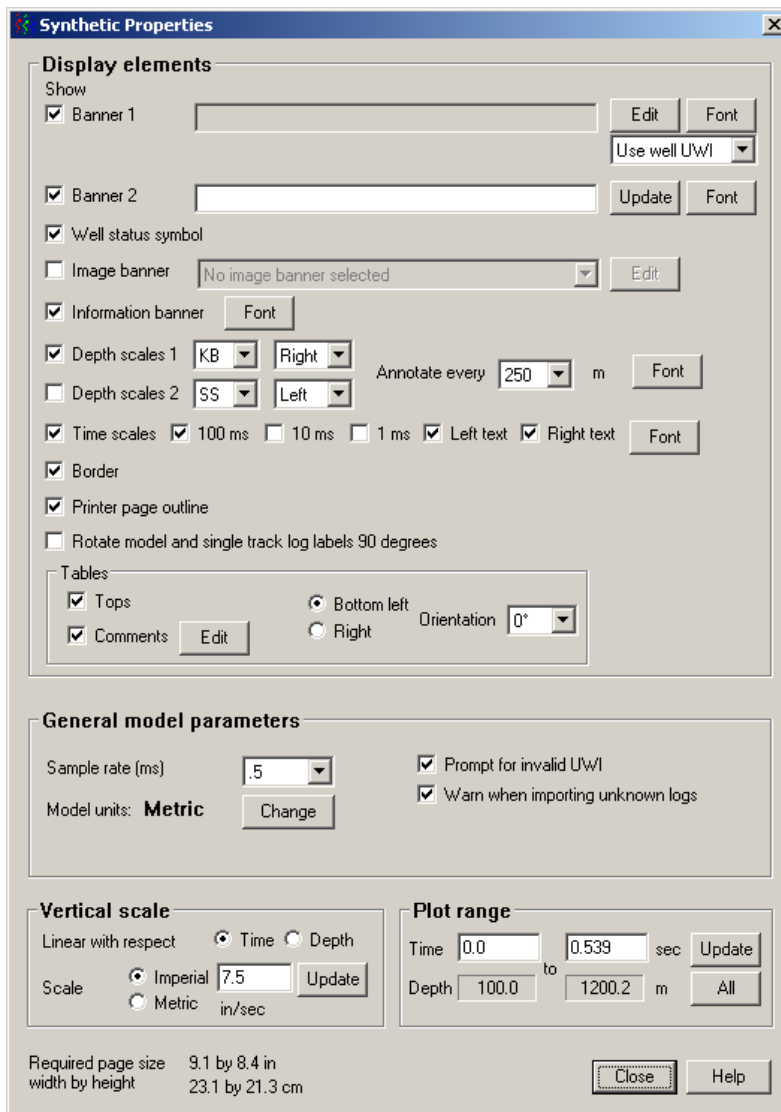 Synthetic Properties
Display elements
Show
Banner 1 Edit Font
Use well UWI
Banner 2 Update Font
Well status symbol
Image banner No image banner selected Edit
Information banner Font
Depth scales 1 KB Right Annotate every 250 m Font
Depth scales 2 SS Left
Time scales 100 ms 10 ms 1 ms Left text Right text Font
Border
Printer page outline
Rotate model and single track log labels 90 degrees
Tables
Tops Bottom left Orientation 0°
Comments Edit Right
General model parameters
Sample rate (ms) .5 Prompt for invalid UWI
Model units: Metric Change Warn when importing unknown logs
Vertical scale
Linear with respect Time Depth
Scale Imperial 7.5 Update
Metric in/sec
Plot range
Time 0.0 to 0.539 sec Update
Depth 100.0 1200.2 m All
Required page size 9.1 by 8.4 in
width by height 23.1 by 21.3 cm
Close Help